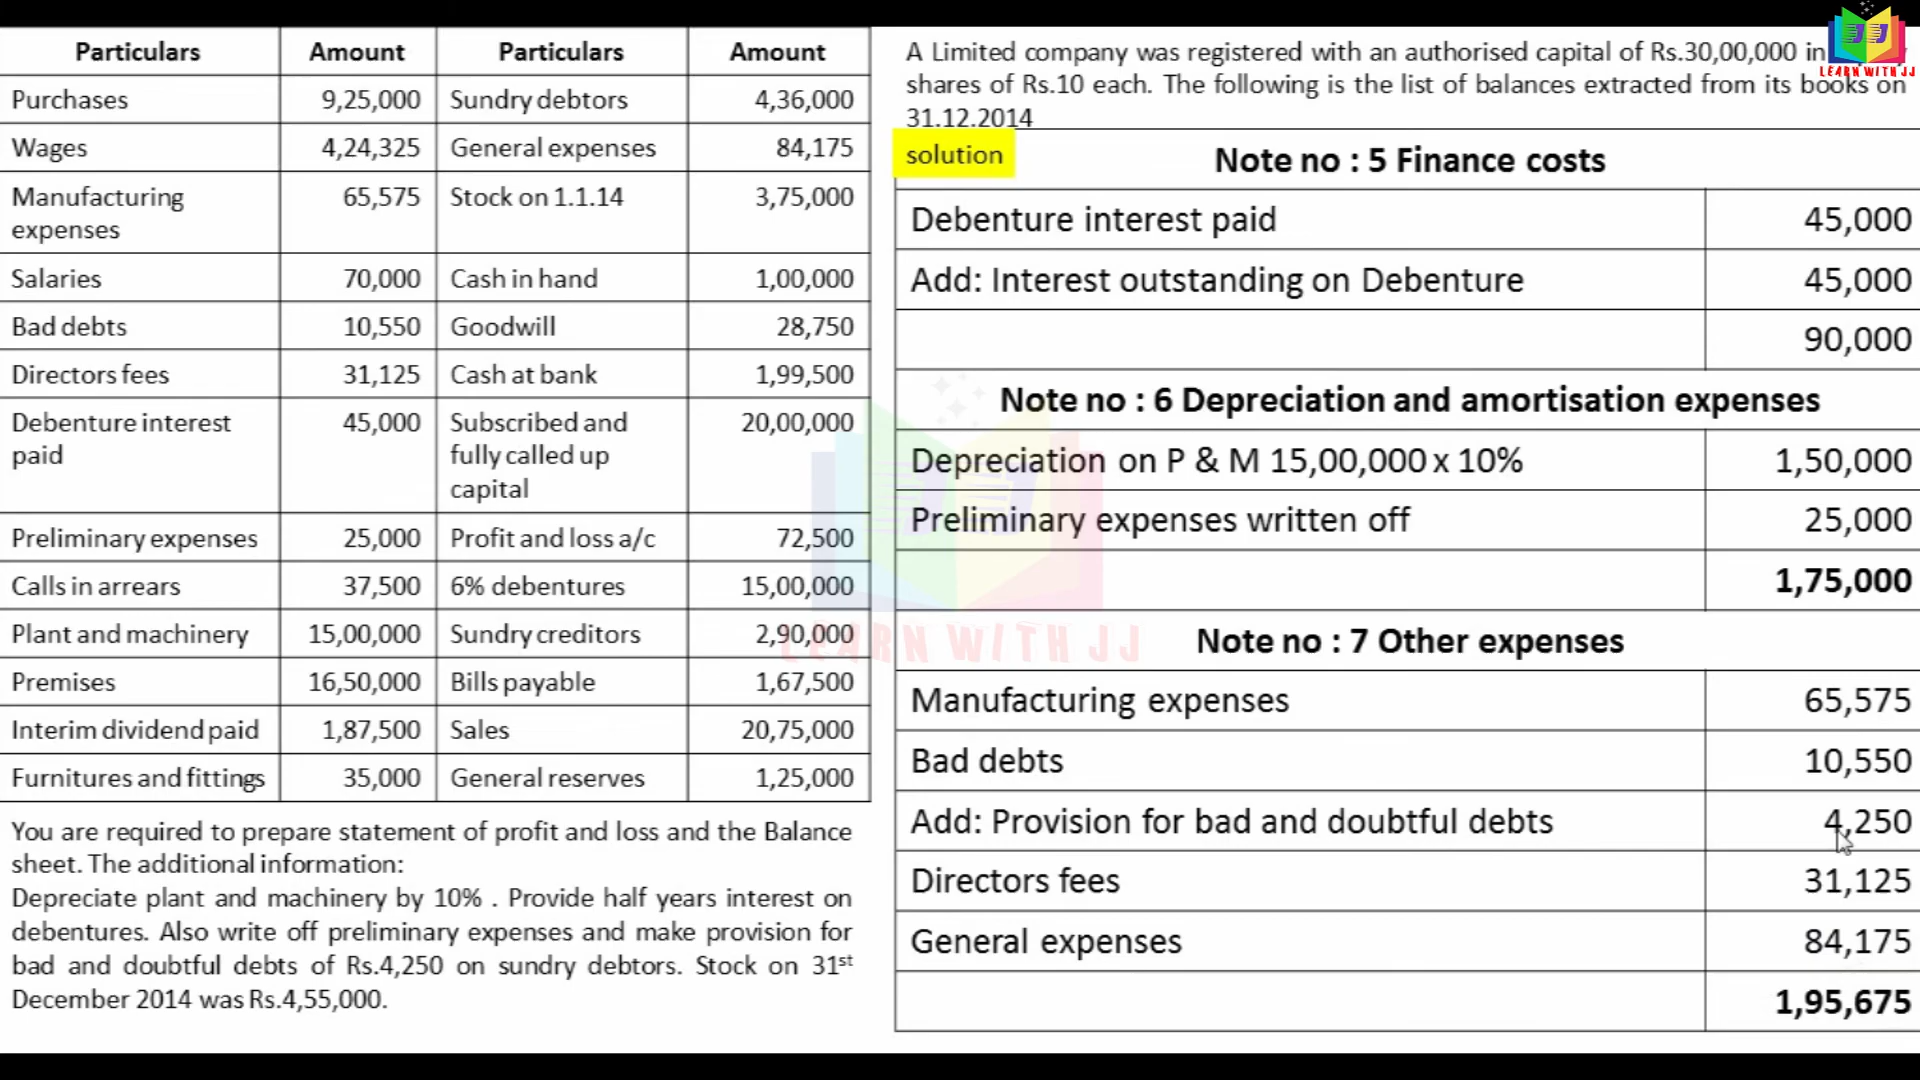 Particulars Amount Particulars Amount
Purchases 9,25,000 Sundry debtors 4,36,000
Wages 4,24,325 General expenses 84,175
Manufacturing expenses 65,575 Stock on 1.1.14 3,75,000
Salaries 70,000 Cash in hand 1,00,000
Bad debts 10,550 Goodwill 28,750
Directors fees 31,125 Cash at bank 1,99,500
Debenture interest paid 45,000 Subscribed and fully called up capital 20,00,000
Preliminary expenses 25,000 Profit and loss a/c 72,500
Calls in arrears 37,500 6% debentures 15,00,000
Plant and machinery 15,00,000 Sundry creditors 2,90,000
Premises 16,50,000 Bills payable 1,67,500
Interim dividend paid 1,87,500 Sales 20,75,000
Furnitures and fittings 35,000 General reserves 1,25,000
You are required to prepare statement of profit and loss and the Balance
sheet. The additional information:
Depreciate plant and machinery by 10% . Provide half years interest on
debentures. Also write off preliminary expenses and make provision for
bad and doubtful debts of Rs.4,250 on sundry debtors. Stock on 31st
December 2014 was Rs.4,55,000.
A Limited company was registered with an authorised capital of Rs.30,00,000 in
shares of Rs.10 each. The following is the list of balances extracted from its books on
31.12.2014
solution
Note no : 5 Finance costs
Debenture interest paid 45,000
Add: Interest outstanding on Debenture 45,000
90,000
Note no : 6 Depreciation and amortisation expenses
Depreciation on P & M 15,00,000 x 10% 1,50,000
Preliminary expenses written off 25,000
1,75,000
Note no : 7 Other expenses
Manufacturing expenses 65,575
Bad debts 10,550
Add: Provision for bad and doubtful debts 4,250
Directors fees 31,125
General expenses 84,175
1,95,675
LEARN WITH JJ
LEARN WITH JJ